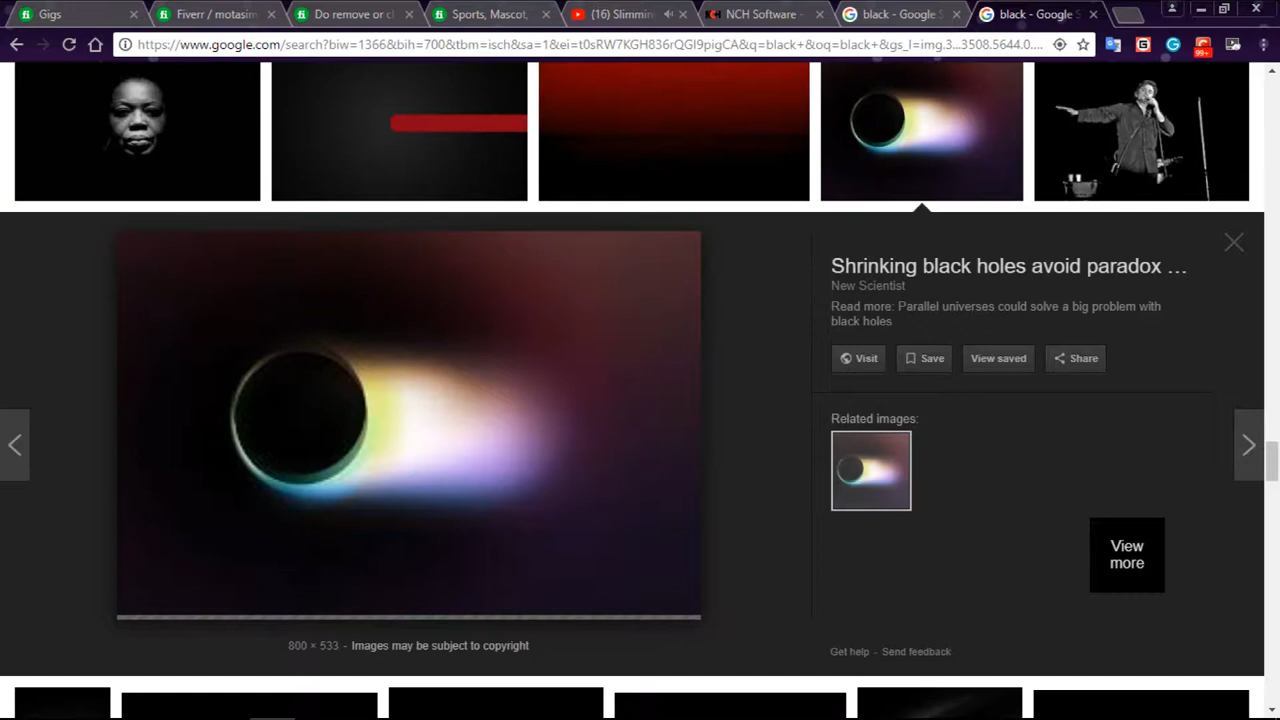 Gigs
Fiverr / motasim
Do remove or cl
Sports, Mascot,
(16) Slimmin
NCH Software -
black - Google S
black - Google S
https://www.google.com/search?biw=1366&bih=700&tbm=isch&sa=1&ei=t0sRW7KGH836rQGI9pigCA&q=black+&oq=black+&gs_l=img.3...3508.5644.0....
99+
Shrinking black holes avoid paradox ...
New Scientist
Read more: Parallel universes could solve a big problem with
black holes
Visit
Save
View saved
Share
Related images:
View
more
800 × 533 - Images may be subject to copyright
Get help - Send feedback